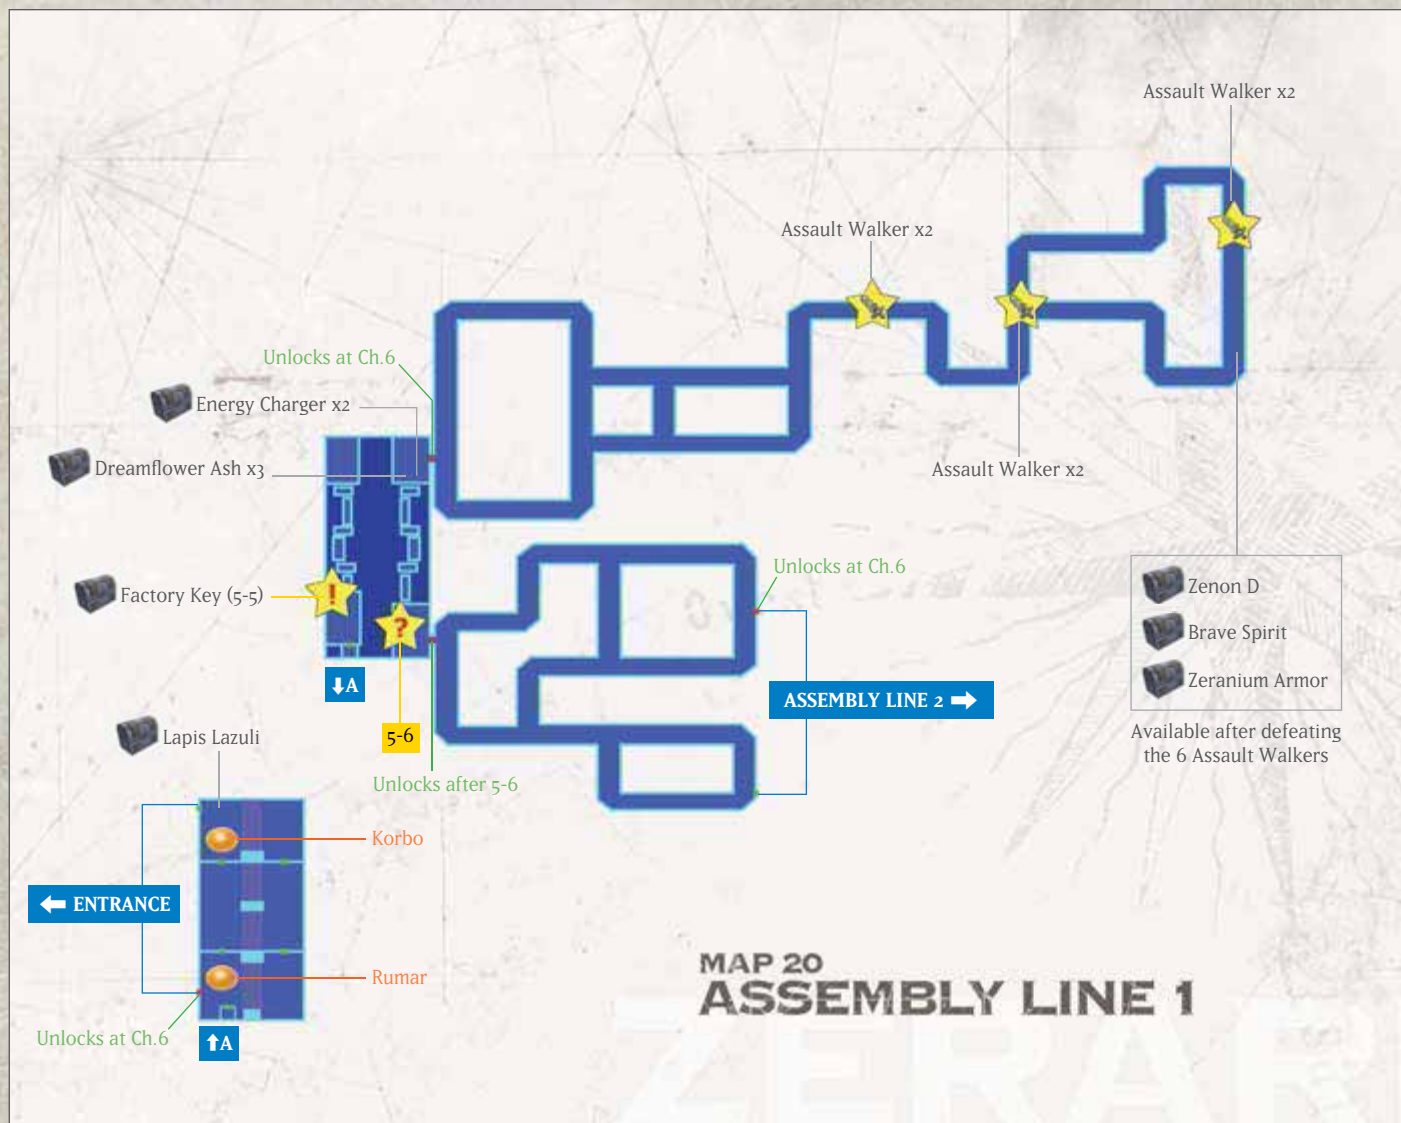 Assault Walker x2
Assault Walker x2
Unlocks at Ch.6
Energy Charger x2
Dreamflower Ash x3
Assault Walker x2
!
Factory Key (5-5)
?
Unlocks at Ch.6
Zenon D
Brave Spirit
Zeranium Armor
⬇A
ASSEMBLY LINE 2 ➡
5-6
Lapis Lazuli
Available after defeating
the 6 Assault Walkers
Unlocks after 5-6
Korbo
⬅ ENTRANCE
Rumar
MAP 20
ASSEMBLY LINE 1
Unlocks at Ch.6
⬆A